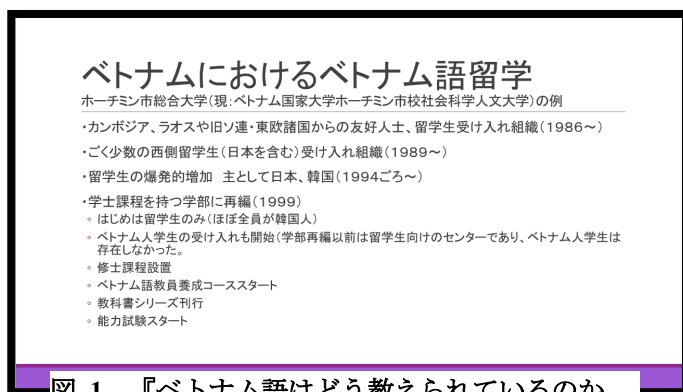 ベトナムにおけるベトナム語留学
ホーチミン市総合大学(現:ベトナム国家大学ホーチミン市校社会科学人文大学)の例
・カンボジア、ラオスや旧ソ連・東欧諸国からの友好人士、留学生受け入れ組織(1986～)
・ごく少数の西側留学生(日本を含む)受け入れ組織(1989～)
・留学生の爆発的増加 主として日本、韓国(1994ごろ～)
・学士課程を持つ学部に再編(1999)
◦ はじめは留学生のみ(ほぼ全員が韓国人)
◦ ベトナム人学生の受け入れも開始(学部再編以前は留学生向けのセンターであり、ベトナム人学生は
存在しなかった。
◦ 修士課程設置
◦ ベトナム語教員養成コーススタート
◦ 教科書シリーズ刊行
◦ 能力試験スタート
図 1 『ベトナム語はどう教えられているのか